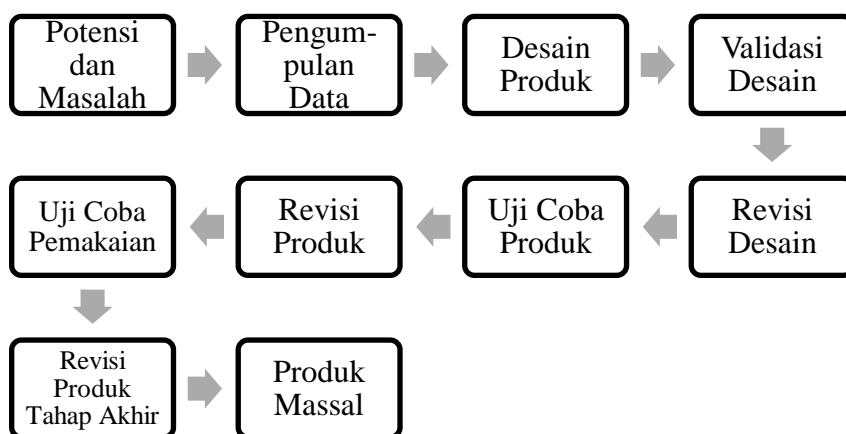 Potensi
dan
Masalah
Pengum-
pulan
Data
Desain
Produk
Validasi
Desain
Revisi
Desain
Uji Coba
Produk
Revisi
Produk
Uji Coba
Pemakaian
Revisi
Produk
Tahap Akhir
Produk
Massal